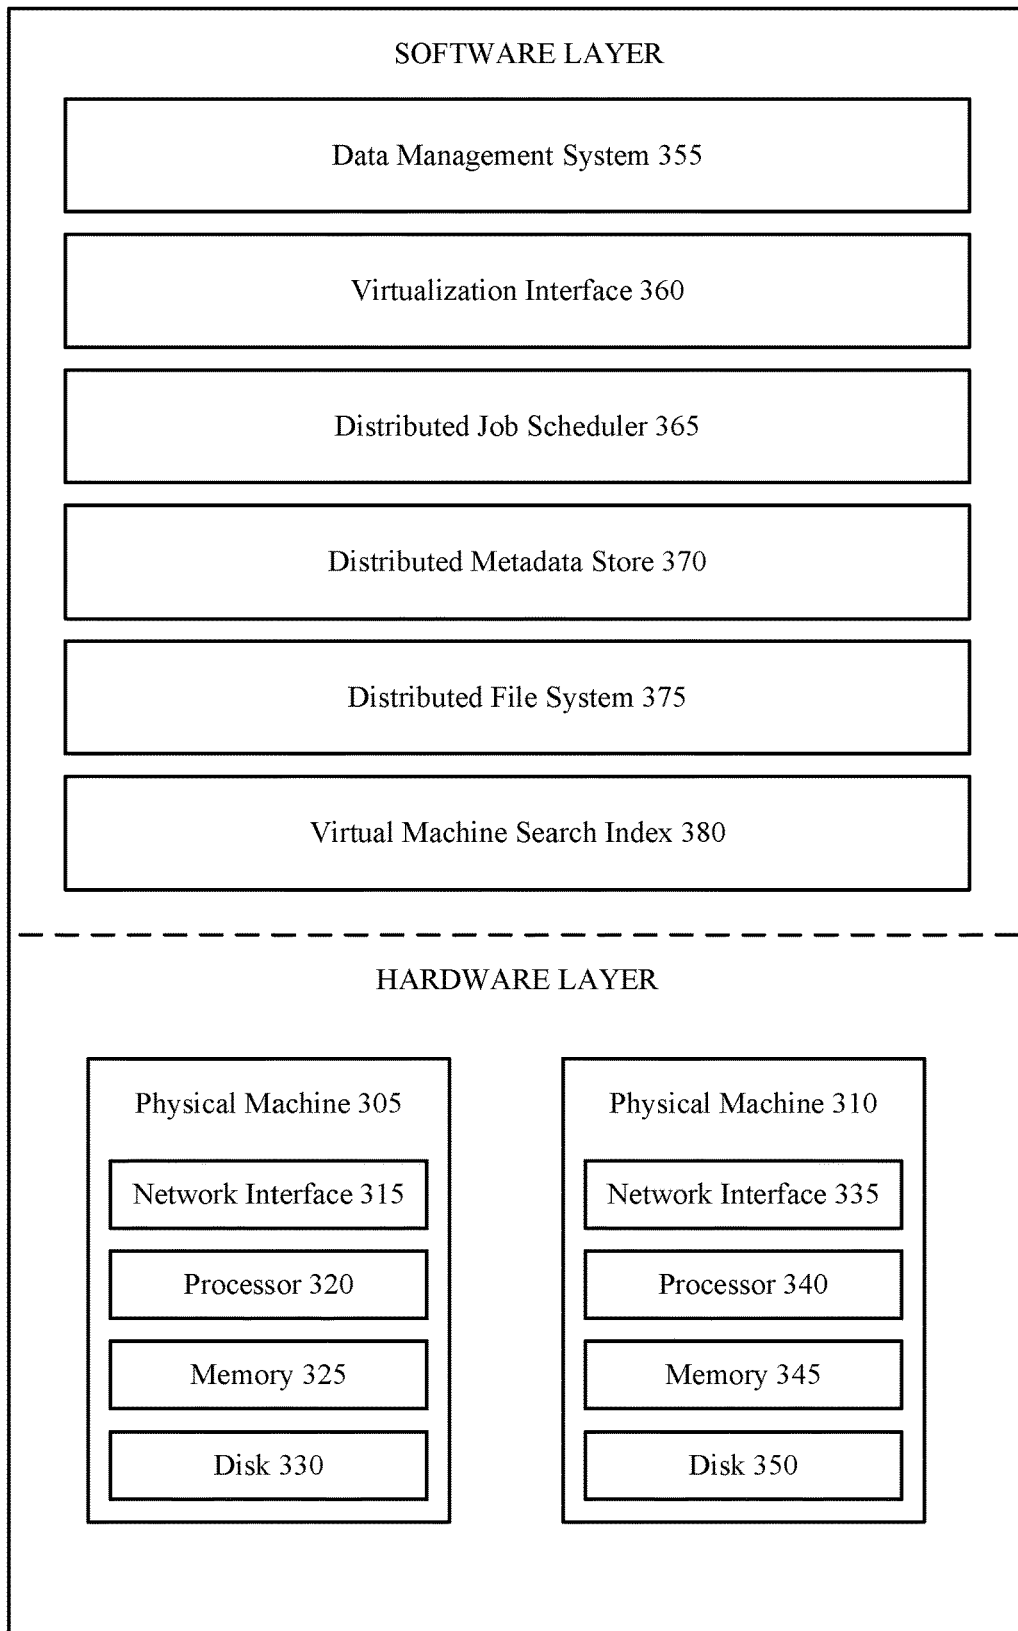 SOFTWARE LAYER
Data Management System 355
Virtualization Interface 360
Distributed Job Scheduler 365
Distributed Metadata Store 370
Distributed File System 375
Virtual Machine Search Index 380
HARDWARE LAYER
Physical Machine 305
Network Interface 315
Processor 320
Memory 325
Disk 330
Physical Machine 310
Network Interface 335
Processor 340
Memory 345
Disk 350